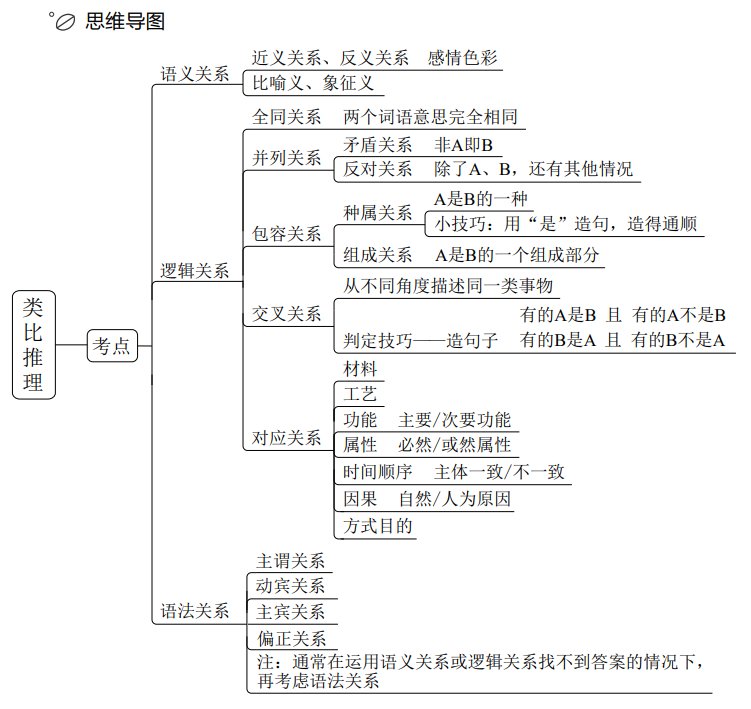 思维导图
类比推理
考点
语义关系
近义关系、反义关系 感情色彩
比喻义、象征义
逻辑关系
全同关系 两个词语意思完全相同
并列关系
矛盾关系 非A即B
反对关系 除了A、B，还有其他情况
包容关系
种属关系
A是B的一种
小技巧：用“是”造句，造得通顺
组成关系 A是B的一个组成部分
交叉关系
从不同角度描述同一类事物
判定技巧——造句子
有的A是B 且 有的A不是B
有的B是A 且 有的B不是A
对应关系
材料
工艺
功能 主要/次要功能
属性 必然/或然属性
时间顺序 主体一致/不一致
因果 自然/人为原因
方式目的
语法关系
主谓关系
动宾关系
主宾关系
偏正关系
注：通常在运用语义关系或逻辑关系找不到答案的情况下，
再考虑语法关系